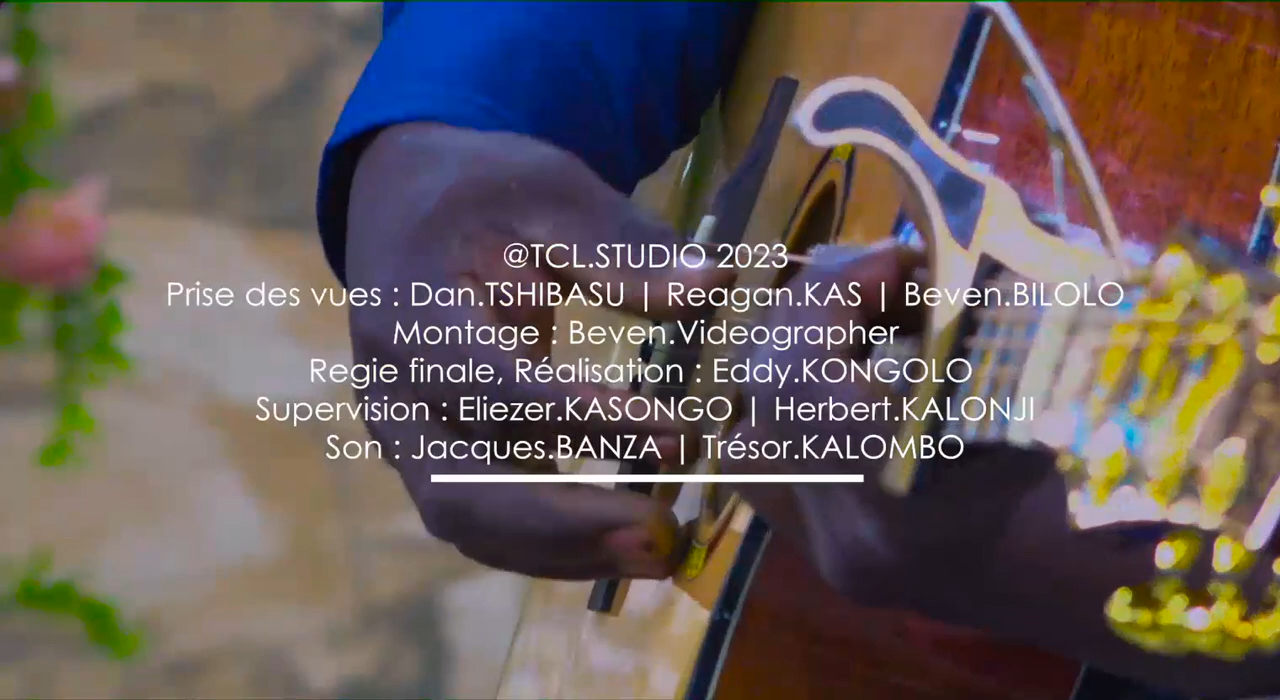 @TCL.STUDIO 2023
Prise des vues : Dan.TSHIBASU | Reagan.KAS | Beven.BILOLO
Montage : Beven.Videographer
Regie finale, Réalisation : Eddy.KONGOLO
Supervision : Eliezer.KASONGO | Herbert.KALONJI
Son : Jacques.BANZA | Trésor.KALOMBO